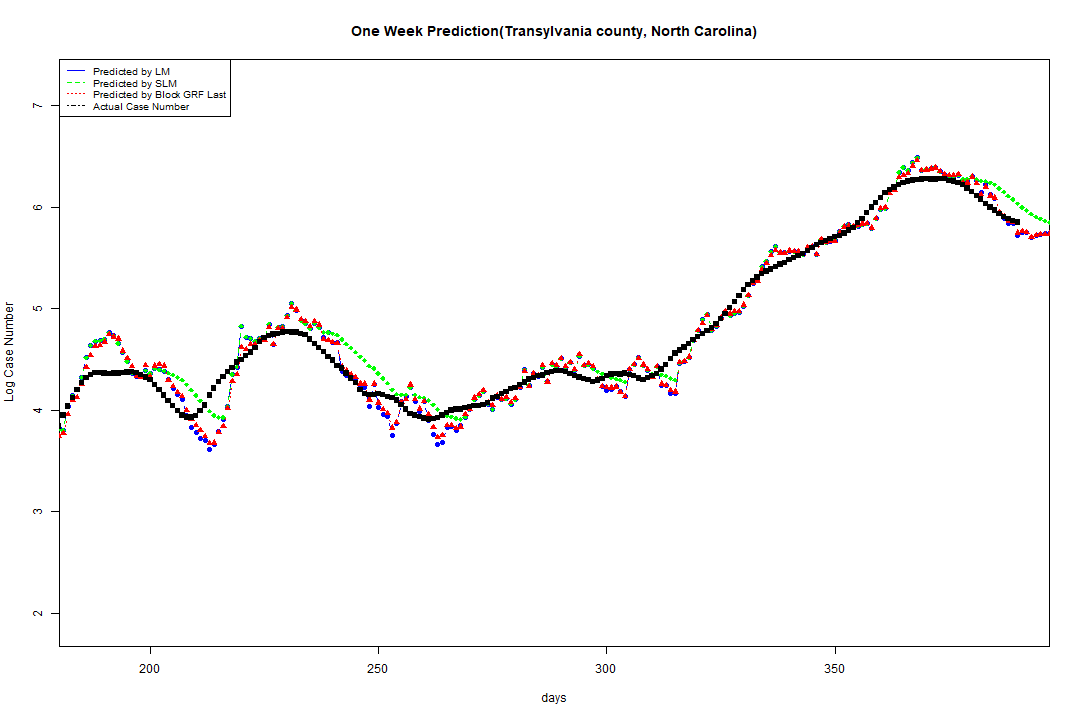 One Week Prediction(Transylvania county, North Carolina)
Predicted by LM
Predicted by SLM
Predicted by Block GRF Last
Actual Case Number
Log Case Number
7
6
5
4
3
2
200
250
300
350
days